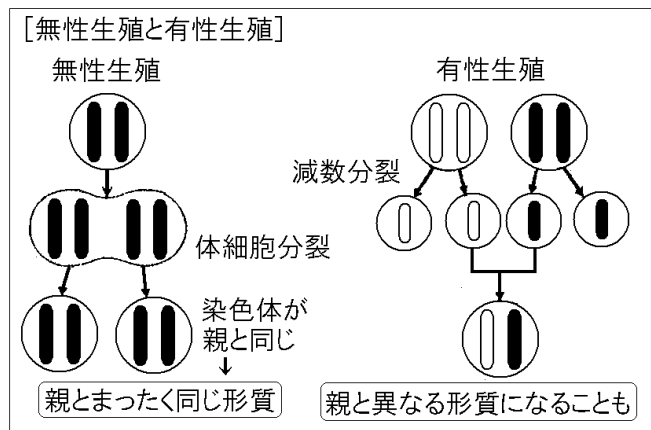 [無性生殖と有性生殖]
無性生殖
体細胞分裂
染色体が
親と同じ
↓
親とまったく同じ形質
有性生殖
減数分裂
親と異なる形質になることも